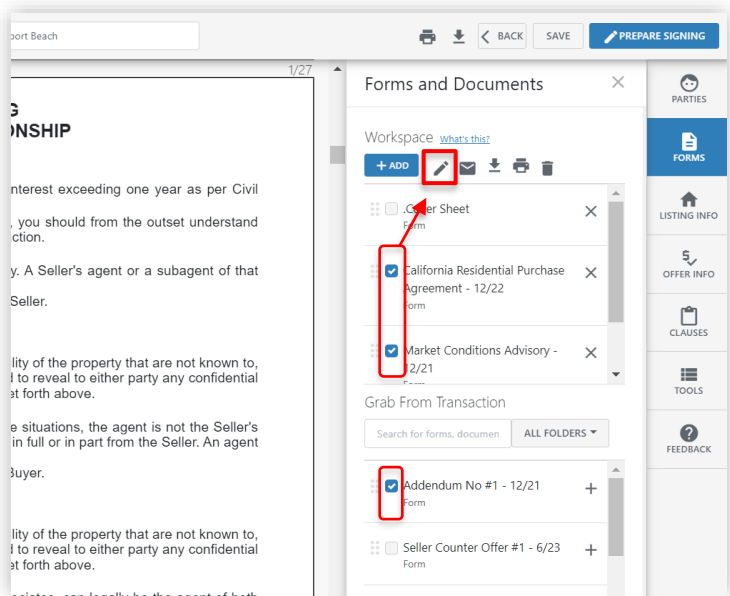 ort Beach
BACK
SAVE
PREPARE SIGNING
1/27
NSHIP
nterest exceeding one year as per Civil
, you should from the outset understand
ction.
y. A Seller's agent or a subagent of that
Seller.
lity of the property that are not known to,
to reveal to either party any confidential
et forth above.
e situations, the agent is not the Seller's
in full or in part from the Seller. An agent
Buyer.
lity of the property that are not known to,
to reveal to either party any confidential
et forth above.
Forms and Documents
Workspace What's this?
+ ADD
Sheet
Form
California Residential Purchase
Agreement - 12/22
Form
Market Conditions Advisory -
12/21
Grab From Transaction
Search for forms, documen
ALL FOLDERS
Addendum No #1 - 12/21
Form
Seller Counter Offer #1 - 6/23
Form
PARTIES
FORMS
LISTING INFO
OFFER INFO
CLAUSES
TOOLS
FEEDBACK